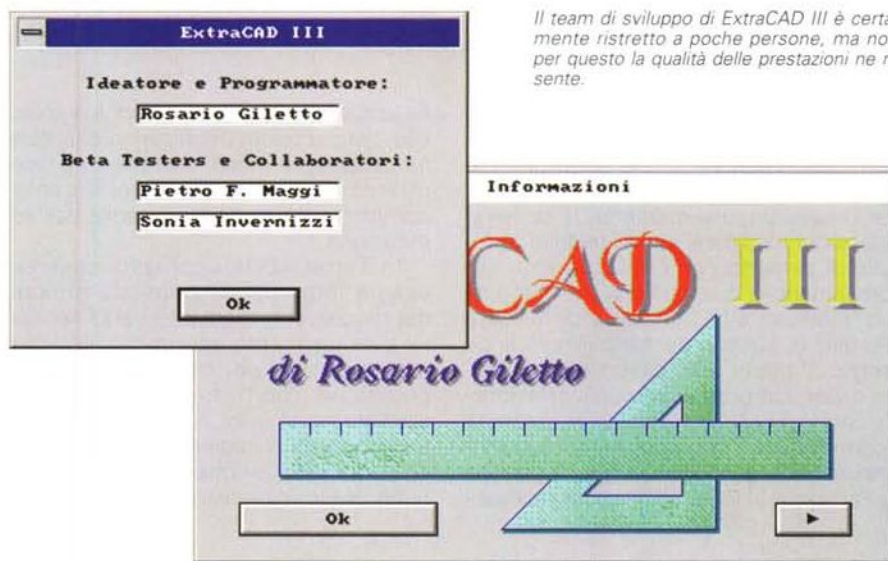 Il team di sviluppo di ExtraCAD III è certa
mente ristretto a poche persone, ma no
per questo la qualità delle prestazioni ne r
sente.
ExtraCAD III
Ideatore e Programmatore:
Rosario Giletto
Beta Testers e Collaboratori:
Pietro F. Maggi
Sonia Invernizzi
Ok
Informazioni
CAD III
di Rosario Giletto
Ok